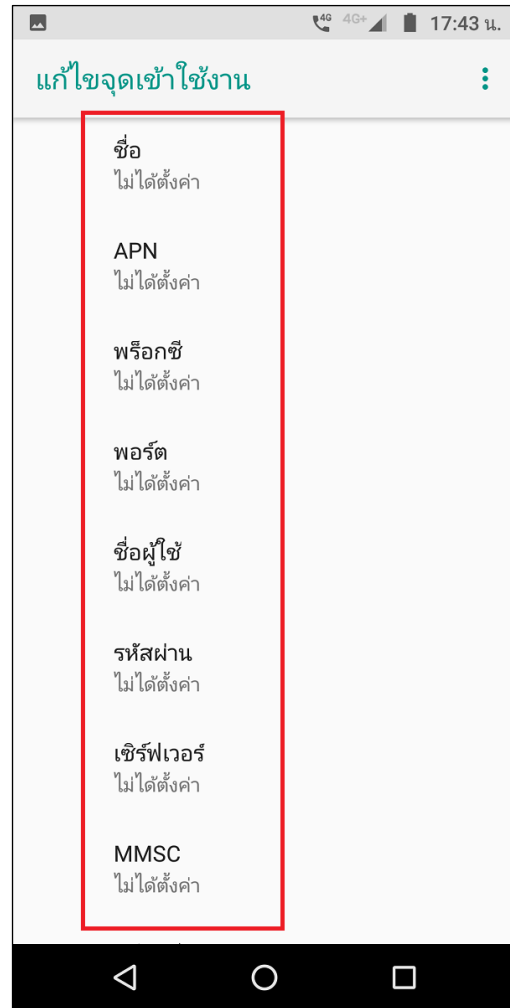 4G 4G+ 17:43 น.
แก้ไขจุดเข้าใช้งาน
ชื่อ
ไม่ได้ตั้งค่า
APN
ไม่ได้ตั้งค่า
พร็อกซี
ไม่ได้ตั้งค่า
พอร์ต
ไม่ได้ตั้งค่า
ชื่อผู้ใช้
ไม่ได้ตั้งค่า
รหัสผ่าน
ไม่ได้ตั้งค่า
เซิร์ฟเวอร์
ไม่ได้ตั้งค่า
MMSC
ไม่ได้ตั้งค่า